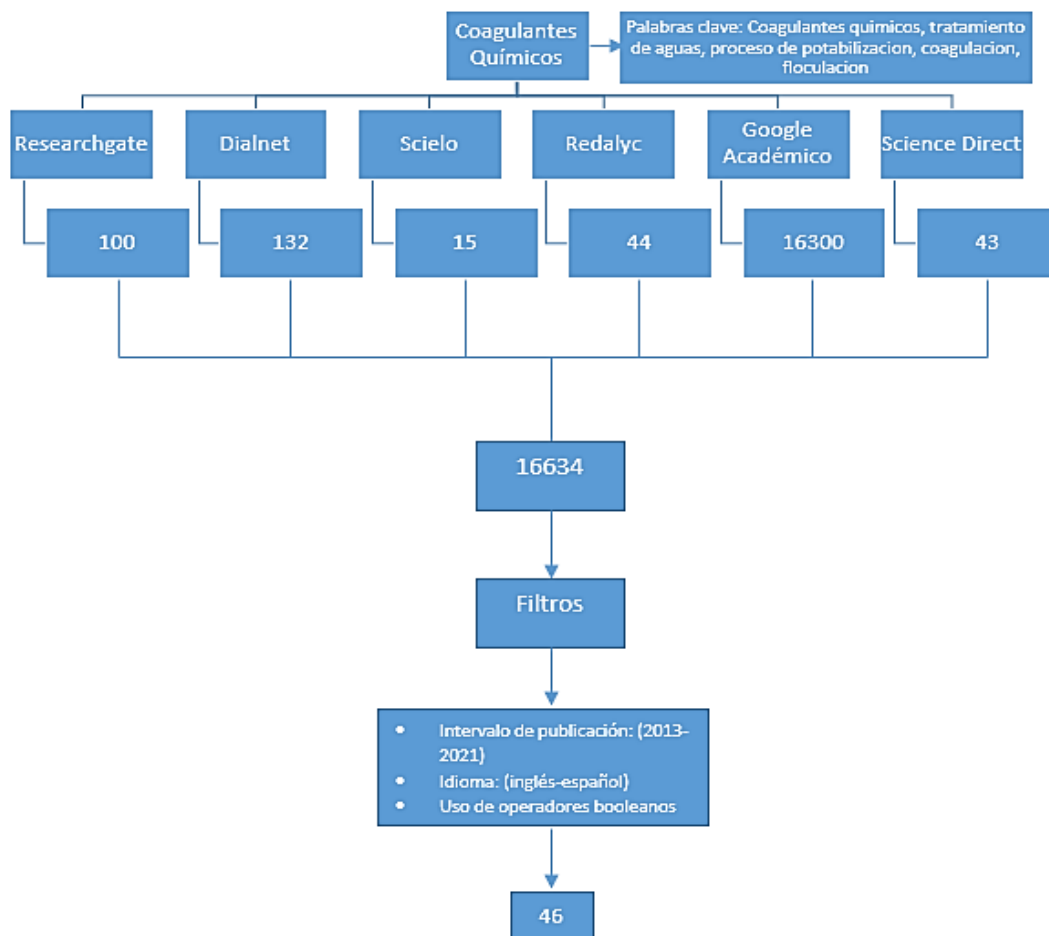 Coagulantes
Químicos
Palabras clave: Coagulantes quimicos, tratamiento
de aguas, proceso de potabilizacion, coagulacion,
floculacion
Researchgate
Dialnet
Scielo
Redalyc
Google
Académico
Science Direct
100
132
15
44
16300
43
16634
Filtros
• Intervalo de publicación: (2013-
2021)
• Idioma: (inglés-español)
• Uso de operadores booleanos
46